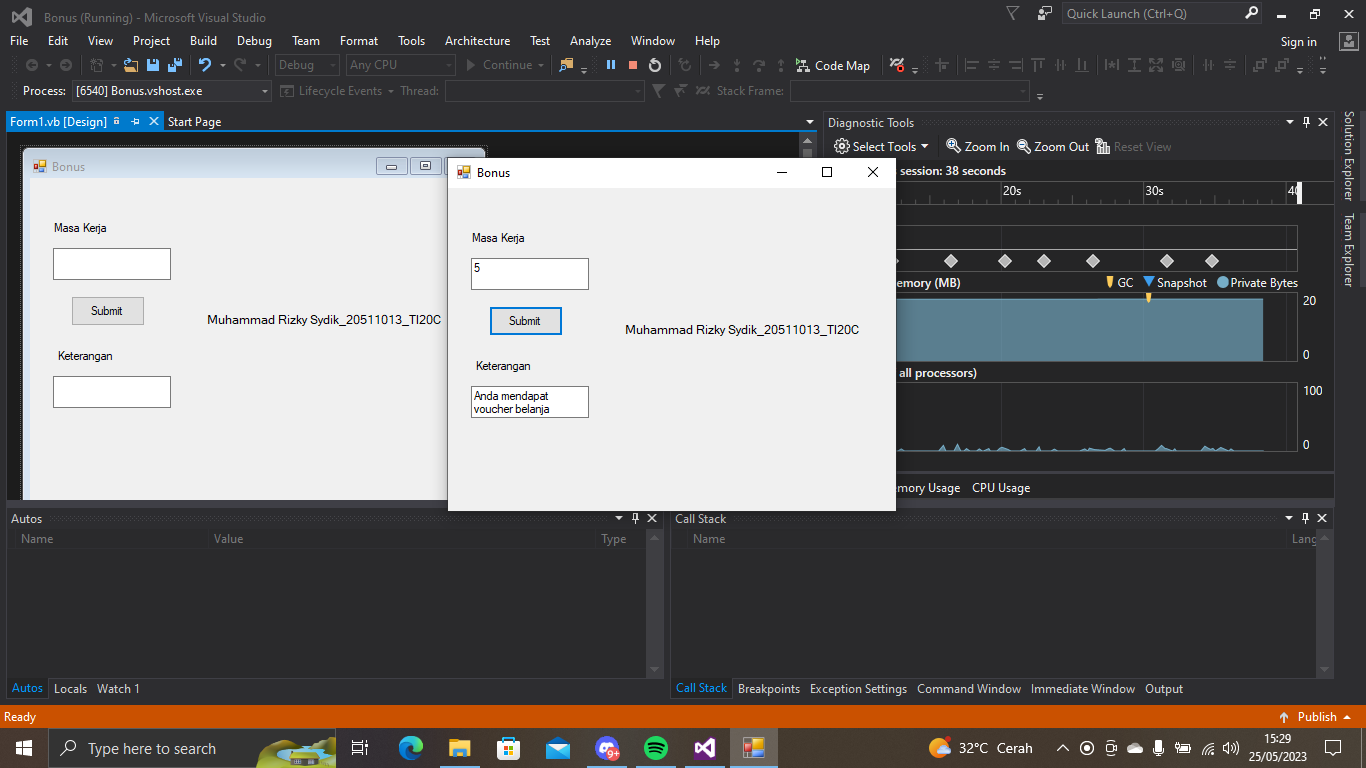 Bonus (Running) - Microsoft Visual Studio
Quick Launch (Ctrl+Q)
File Edit View Project Build Debug Team Format Tools Architecture Test Analyze Window Help
Sign in
Debug Any CPU Continue Code Map
Process: [6540] Bonus.vshost.exe Lifecycle Events Thread: Stack Frame:
Form1.vb [Design] Start Page
Diagnostic Tools
Select Tools Zoom In Zoom Out Reset View
session: 38 seconds
20s 30s
Solution Explorer
Team Explorer
Bonus
Masa Kerja
Submit
Muhammad Rizky Sydik_20511013_TI20C
Keterangan
Bonus
Masa Kerja
5
Submit
Muhammad Rizky Sydik_20511013_TI20C
Keterangan
Anda mendapat
voucher belanja
(MB)
GC Snapshot Private Bytes
20
0
all processors)
100
0
Usage CPU Usage
Autos
Name Value Type
Autos Locals Watch 1
Call Stack
Name
Call Stack Breakpoints Exception Settings Command Window Immediate Window Output
Ready
Publish
Type here to search
9+
32°C Cerah
15:29
25/05/2023